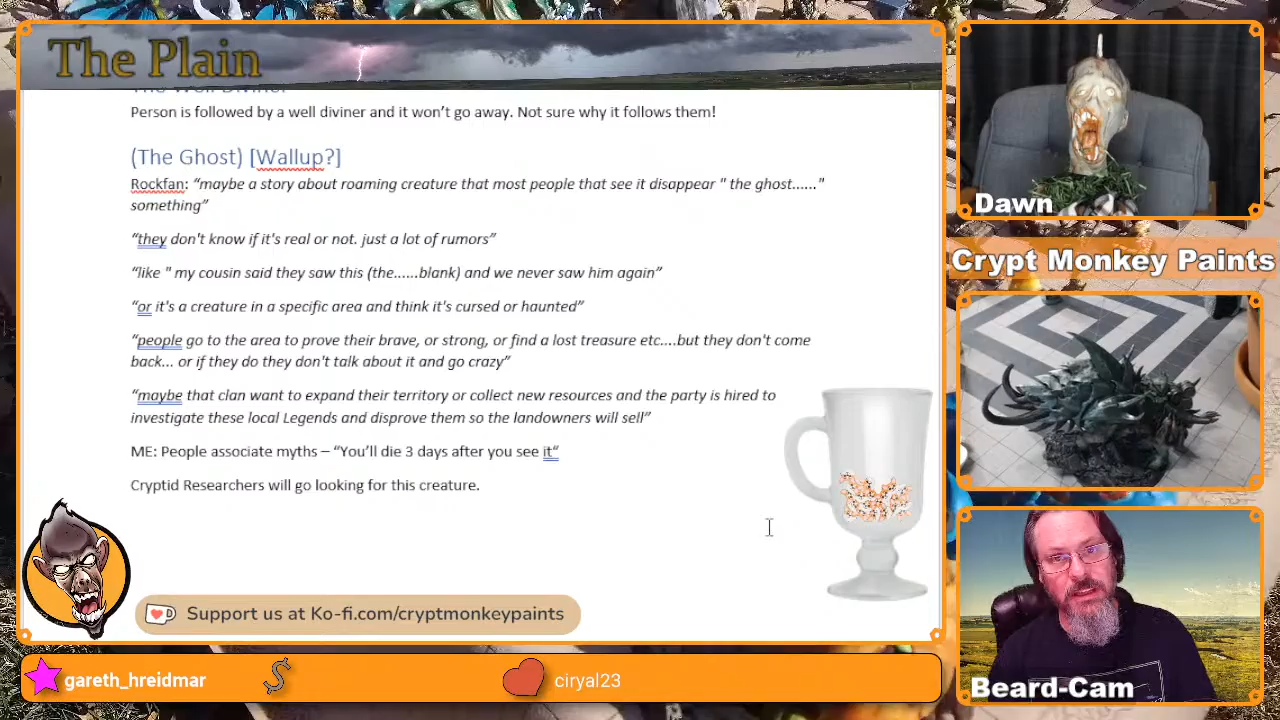 The Plain
The Well Diviner
Person is followed by a well diviner and it won't go away. Not sure why it follows them!
(The Ghost) [Wallup?]
Rockfan: “maybe a story about roaming creature that most people that see it disappear " the ghost......"
something”
“they don't know if it's real or not. just a lot of rumors”
“like " my cousin said they saw this (the......blank) and we never saw him again”
“or it's a creature in a specific area and think it's cursed or haunted”
“people go to the area to prove their brave, or strong, or find a lost treasure etc....but they don't come
back... or if they do they don't talk about it and go crazy”
“maybe that clan want to expand their territory or collect new resources and the party is hired to
investigate these local Legends and disprove them so the landowners will sell”
ME: People associate myths – “You'll die 3 days after you see it“
Cryptid Researchers will go looking for this creature.
Support us at Ko-fi.com/cryptmonkeypaints
gareth_hreidmar
$
ciryal23
Dawn
Crypt Monkey Paints
Beard-Cam